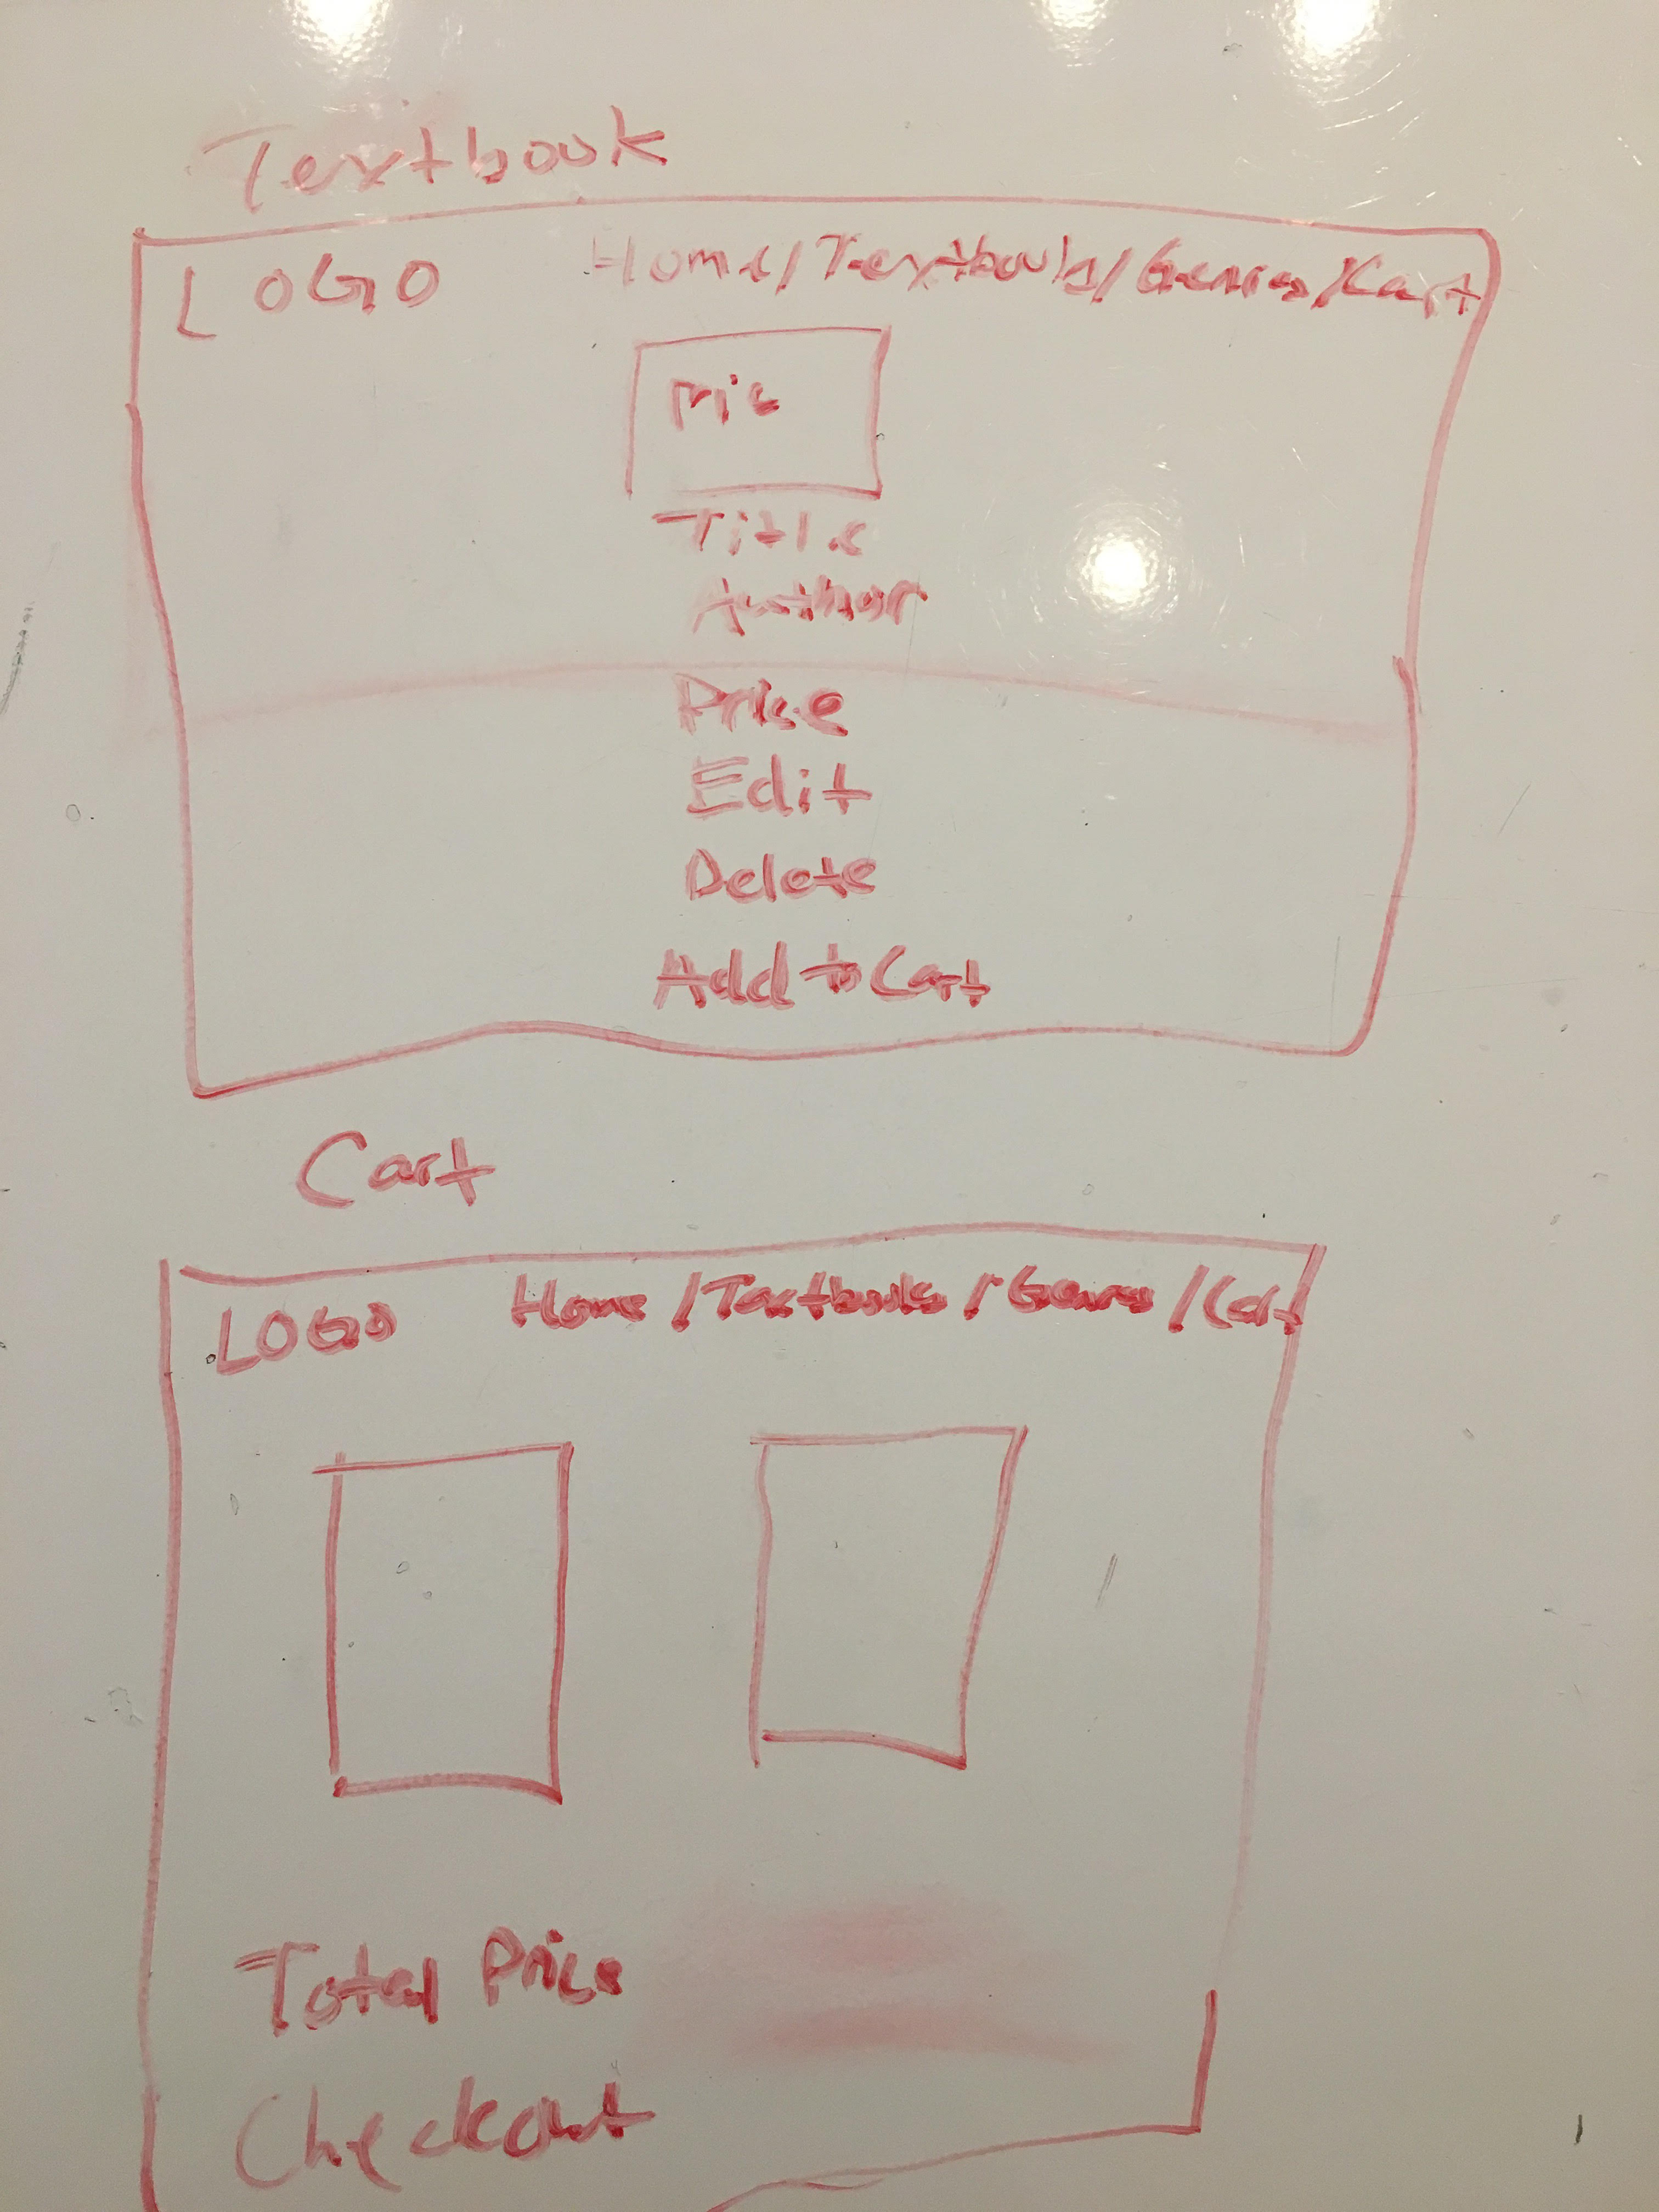 Textbook
LOGO Home/Textbooks/Genres/Cart
Pic
Title
Author
Price
Edit
Delete
Add to Cart
Cart
LOGO Home/Textbooks/Genres/Cart
Total Price
Checkout